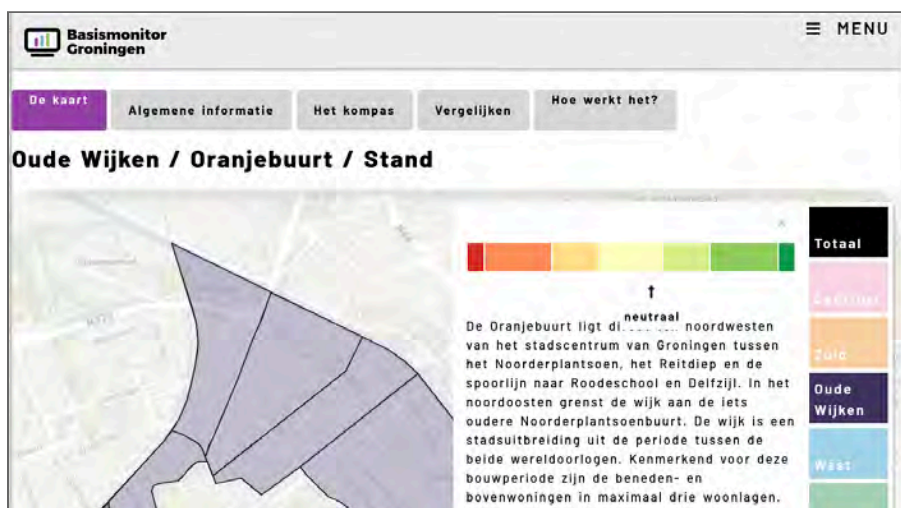 Basismonitor
Groningen
☰ MENU
De kaart
Algemene informatie
Het kompas
Vergelijken
Hoe werkt het?
Oude Wijken / Oranjebuurt / Stand
Totaal
Zuid
Oude
Wijken
West
neutraal
De Oranjebuurt ligt noordwesten
van het stadscentrum van Groningen tussen
het Noorderplantsoen, het Reitdiep en de
spoorlijn naar Roodeschool en Delfzijl. In het
noordoosten grenst de wijk aan de iets
oudere Noorderplantsoenbuurt. De wijk is een
stadsuitbreiding uit de periode tussen de
beide wereldoorlogen. Kenmerkend voor deze
bouwperiode zijn de beneden- en
bovenwoningen in maximaal drie woonlagen.